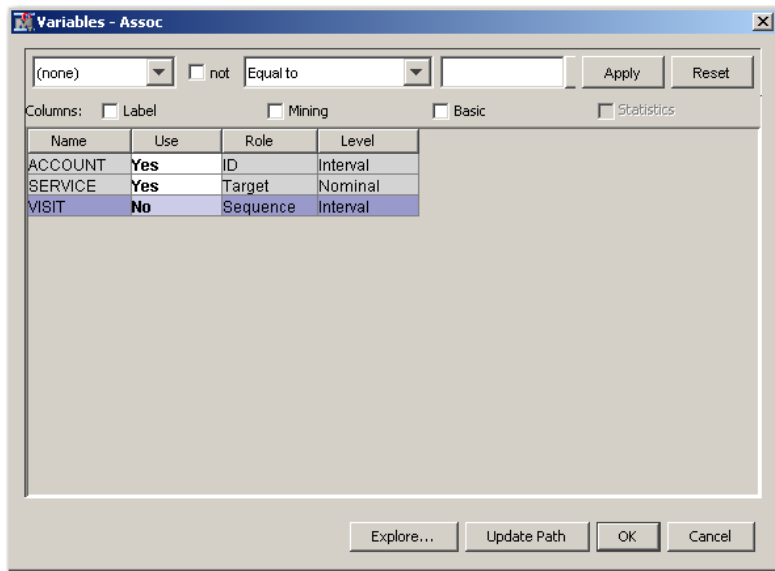 Variables - Assoc
(none) not Equal to Apply Reset
Columns: Label Mining Basic Statistics
Name Use Role Level
ACCOUNT Yes ID Interval
SERVICE Yes Target Nominal
VISIT No Sequence Interval
Explore... Update Path OK Cancel